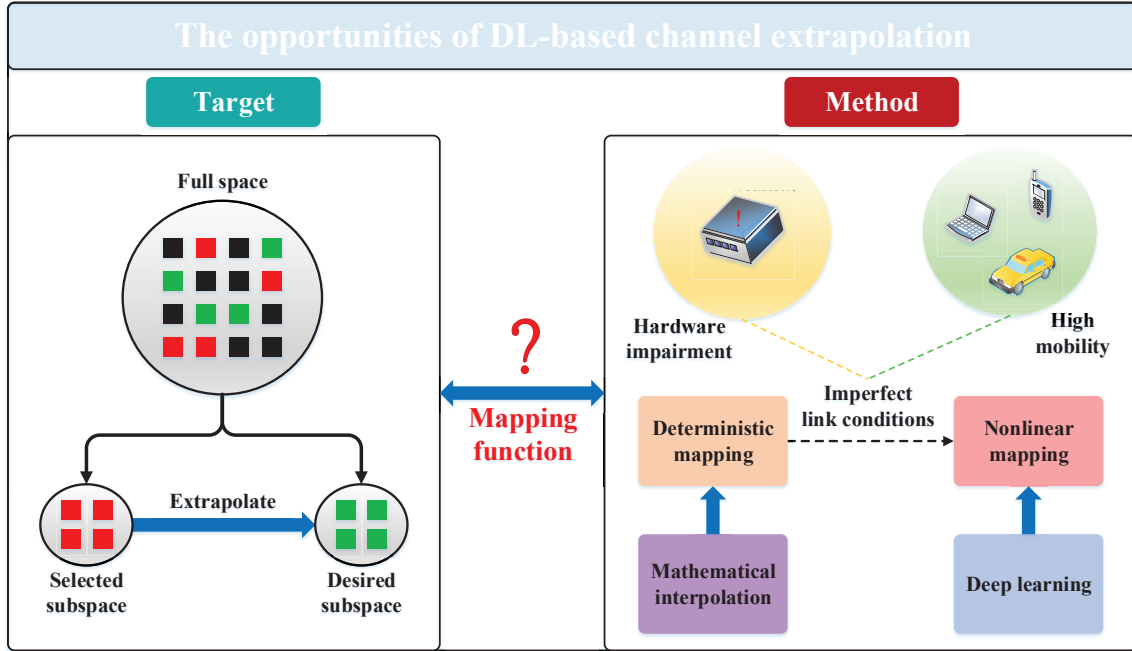 The opportunities of DL-based channel extrapolation
Target
Method
Full space
Extrapolate
Selected
subspace
Desired
subspace
?
Mapping
function
!
Hardware
impairment
High
mobility
Imperfect
link conditions
Deterministic
mapping
Nonlinear
mapping
Mathematical
interpolation
Deep learning